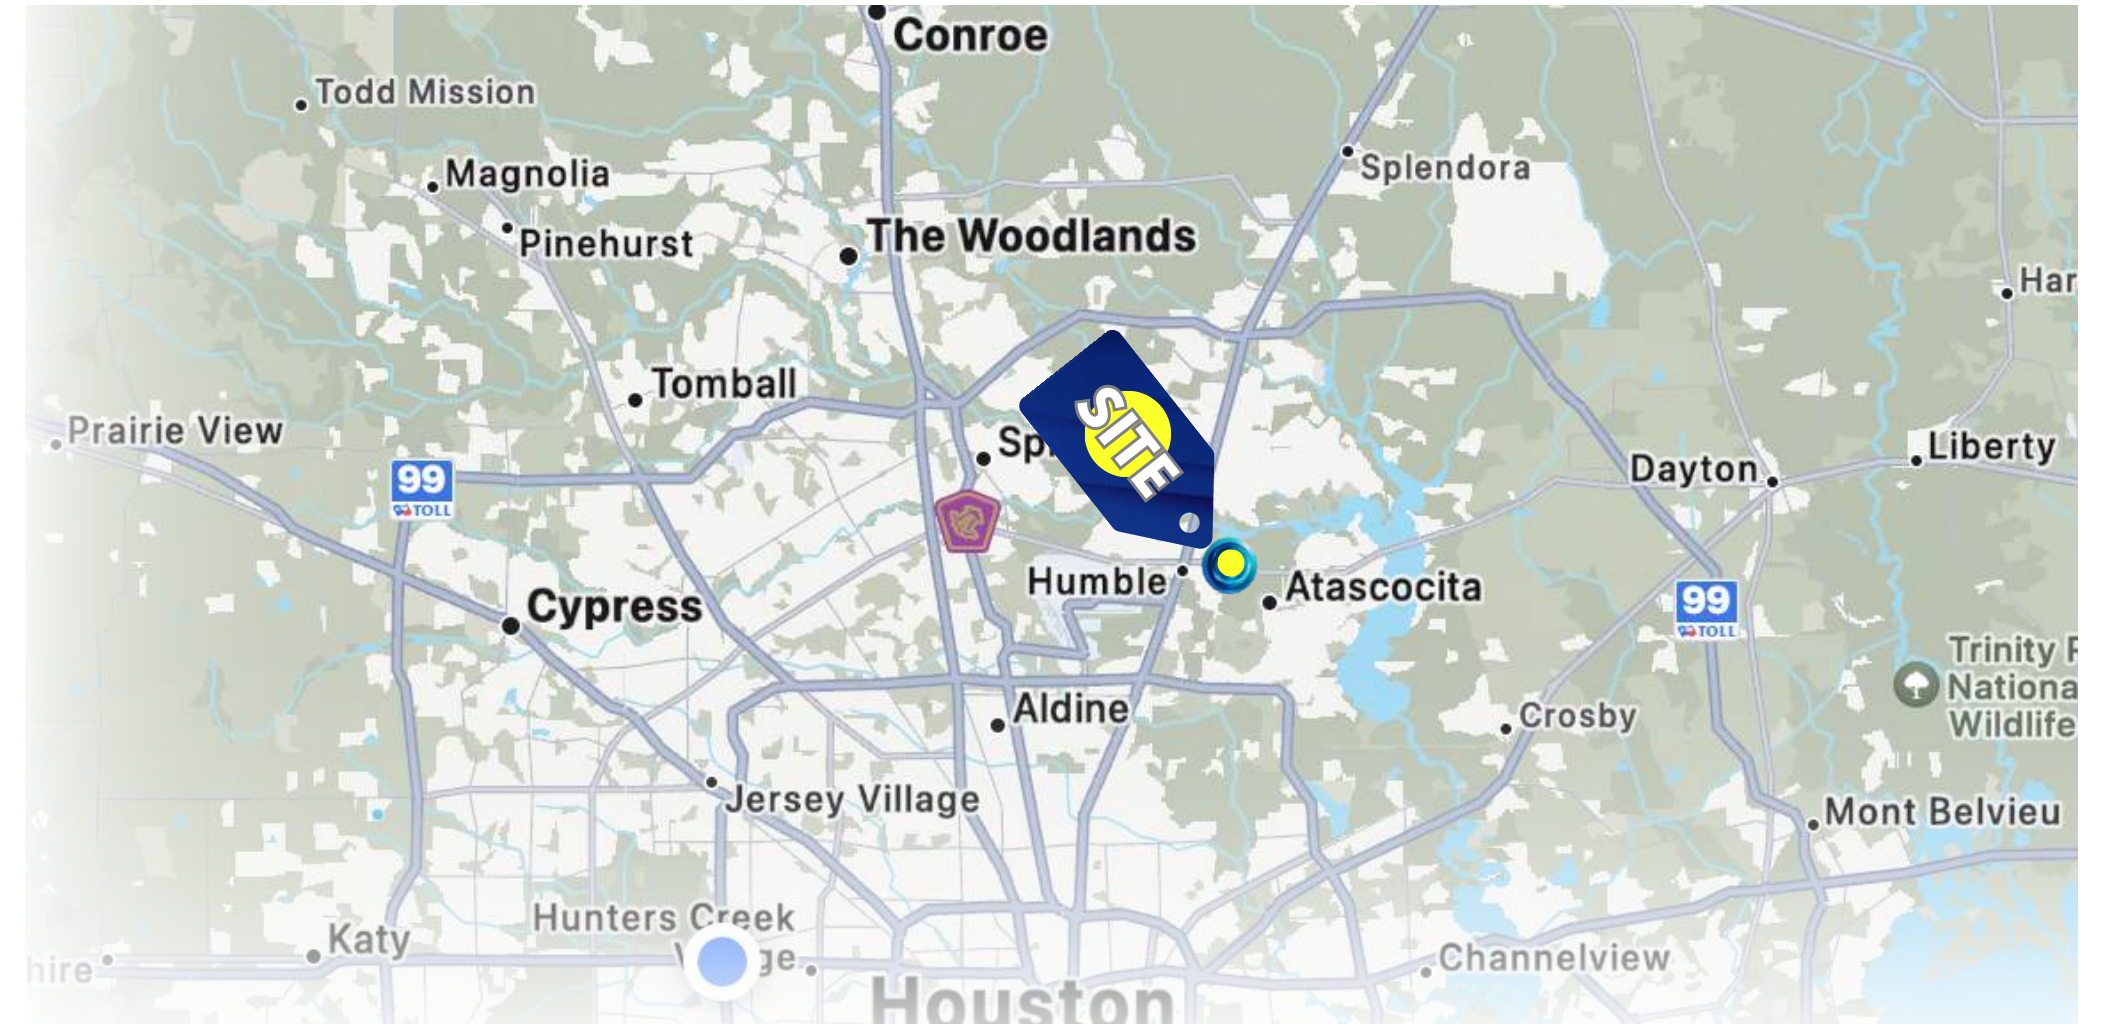 Conroe
Todd Mission
Magnolia
Splendora
Pinehurst
The Woodlands
Har
Tomball
SITE
Prairie View
Sp
Liberty
Dayton
99
TOLL
Humble
Atascocita
99
TOLL
Cypress
Trinity
Nationa
Wildlife
Aldine
Crosby
Jersey Village
Mont Belvieu
Hunters Creek
ge
Katy
hire
Channelview
Houston